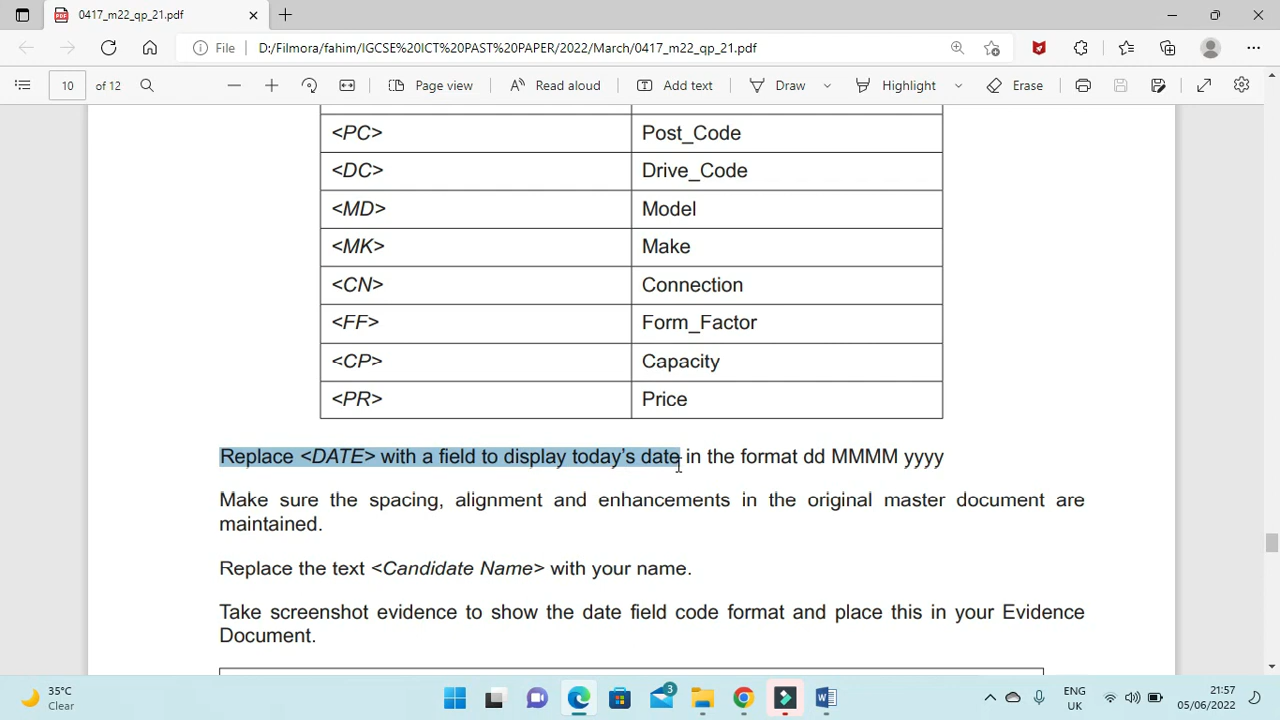 0417_m22_qp_21.pdf
File D:/Filmora/fahim/IGCSE%20ICT%20PAST%20PAPER/2022/March/0417_m22_qp_21.pdf
10 of 12 Page view Read aloud Add text Draw Highlight Erase
<PC> Post_Code
<DC> Drive_Code
<MD> Model
<MK> Make
<CN> Connection
<FF> Form_Factor
<CP> Capacity
<PR> Price
Replace <DATE> with a field to display today's date in the format dd MMMM yyyy
Make sure the spacing, alignment and enhancements in the original master document are
maintained.
Replace the text <Candidate Name> with your name.
Take screenshot evidence to show the date field code format and place this in your Evidence
Document.
35°C
Clear
3
ENG
UK
21:57
05/06/2022